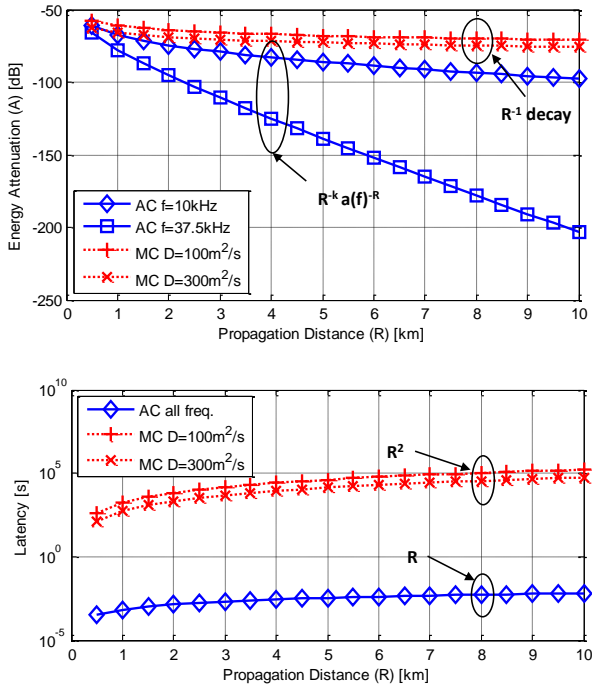 -50
-100
-150
-200
-250
0
1
2
3
4
5
6
7
8
9
10
Energy Attenuation (A) [dB]
Propagation Distance (R) [km]
R⁻¹ decay
R⁻ᵏ a(f)⁻ᴿ
AC f=10kHz
AC f=37.5kHz
MC D=100m²/s
MC D=300m²/s
10¹⁰
10⁵
10⁰
10⁻⁵
0
1
2
3
4
5
6
7
8
9
10
Latency [s]
Propagation Distance (R) [km]
AC all freq.
MC D=100m²/s
MC D=300m²/s
R²
R